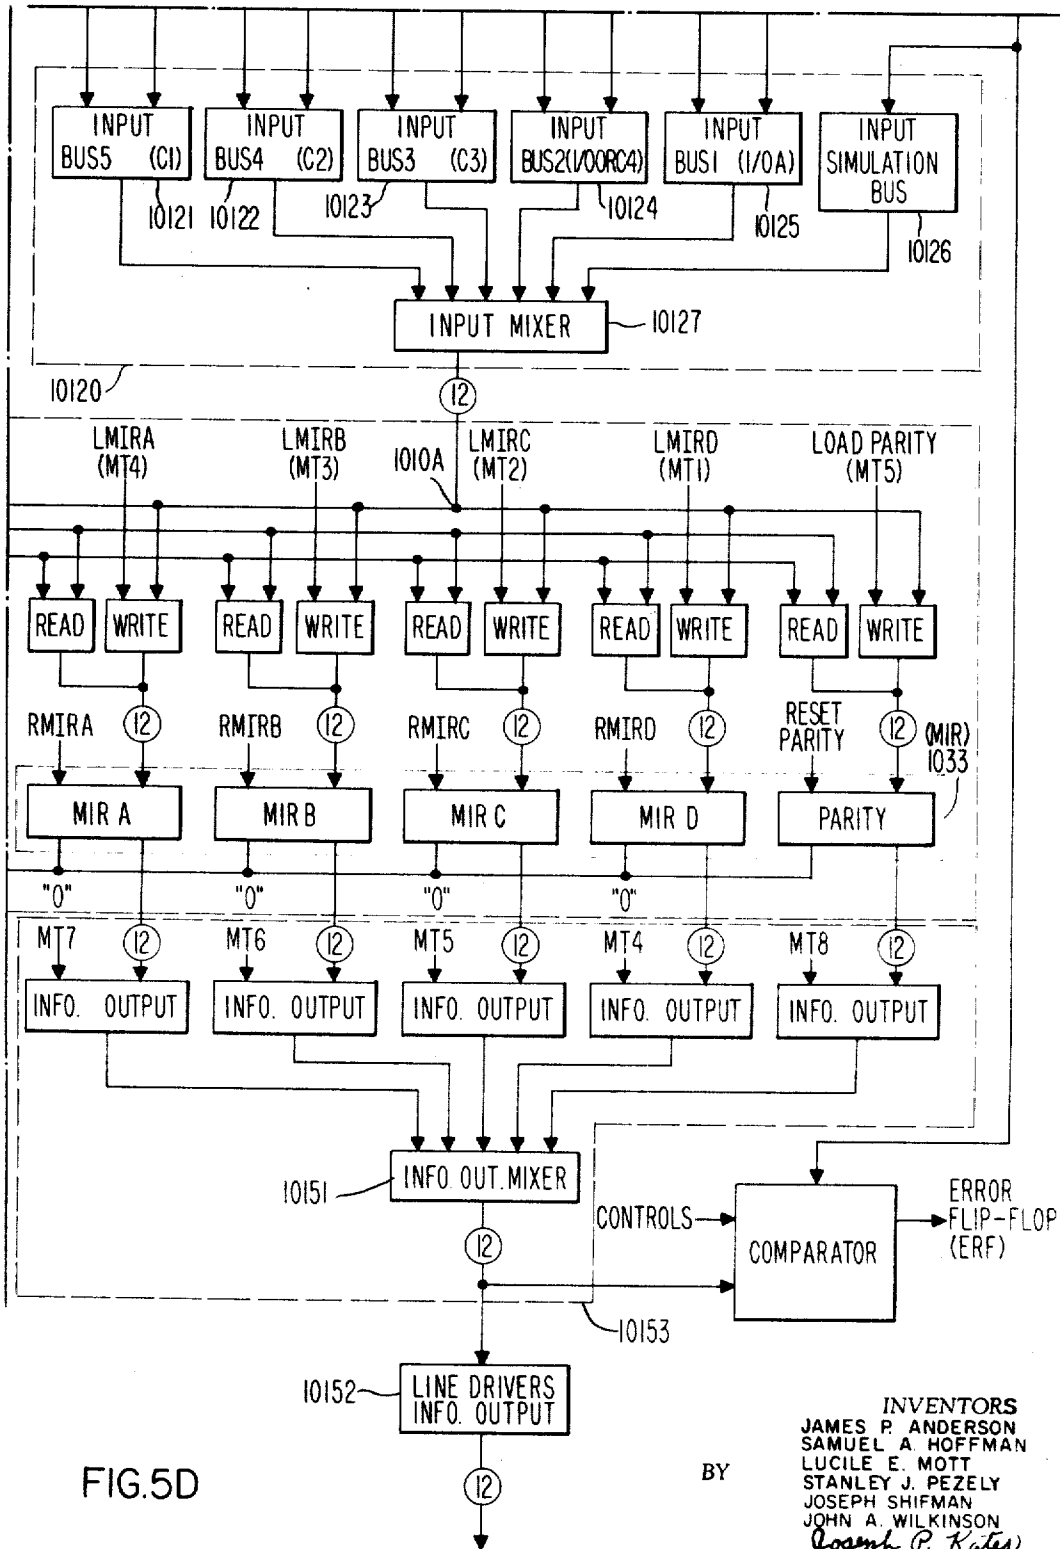 INPUT BUS5 (C1)
INPUT BUS4 (C2)
INPUT BUS3 (C3)
INPUT BUS2(I/OORC4)
INPUT BUS1 (I/OA)
INPUT SIMULATION BUS
10121
10122
10123
10124
10125
10126
INPUT MIXER
10127
10120
12
LMIRA (MT4)
LMIRB (MT3)
1010A
LMIRC (MT2)
LMIRD (MT1)
LOAD PARITY (MT5)
READ WRITE READ WRITE READ WRITE READ WRITE READ WRITE
RMIRA 12 RMIRB 12 RMIRC 12 RMIRD 12 RESET PARITY 12 (MIR) 1033
MIR A MIR B MIR C MIR D PARITY
"0" "0" "0" "0"
MT7 12 MT6 12 MT5 12 MT4 12 MT8 12
INFO. OUTPUT INFO. OUTPUT INFO. OUTPUT INFO. OUTPUT INFO. OUTPUT
10151
INFO. OUT. MIXER
12
CONTROLS
COMPARATOR
ERROR
FLIP-FLOP
(ERF)
10153
10152
LINE DRIVERS
INFO. OUTPUT
12
FIG.5D
BY
INVENTORS
JAMES P. ANDERSON
SAMUEL A. HOFFMAN
LUCILE E. MOTT
STANLEY J. PEZELY
JOSEPH SHIFMAN
JOHN A. WILKINSON
Joseph P. Kates